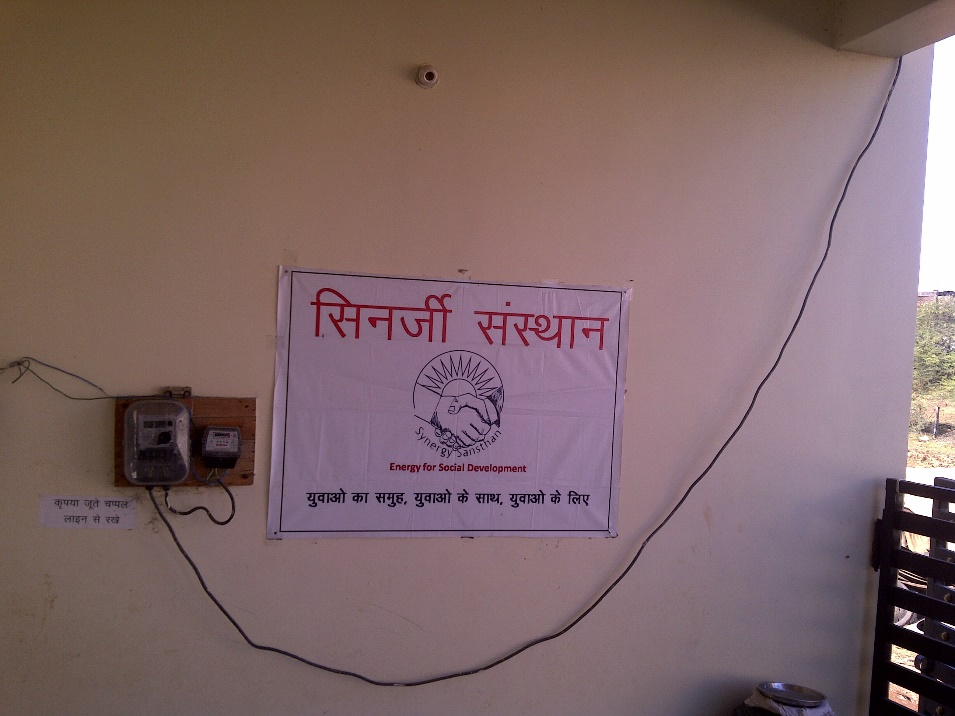 सिनर्जी संस्थान
Synergy Sansthan
Energy for Social Development
युवाओ का समुह, युवाओ के साथ, युवाओ के लिए
कृपया जूते चप्पल
लाइन से रखे